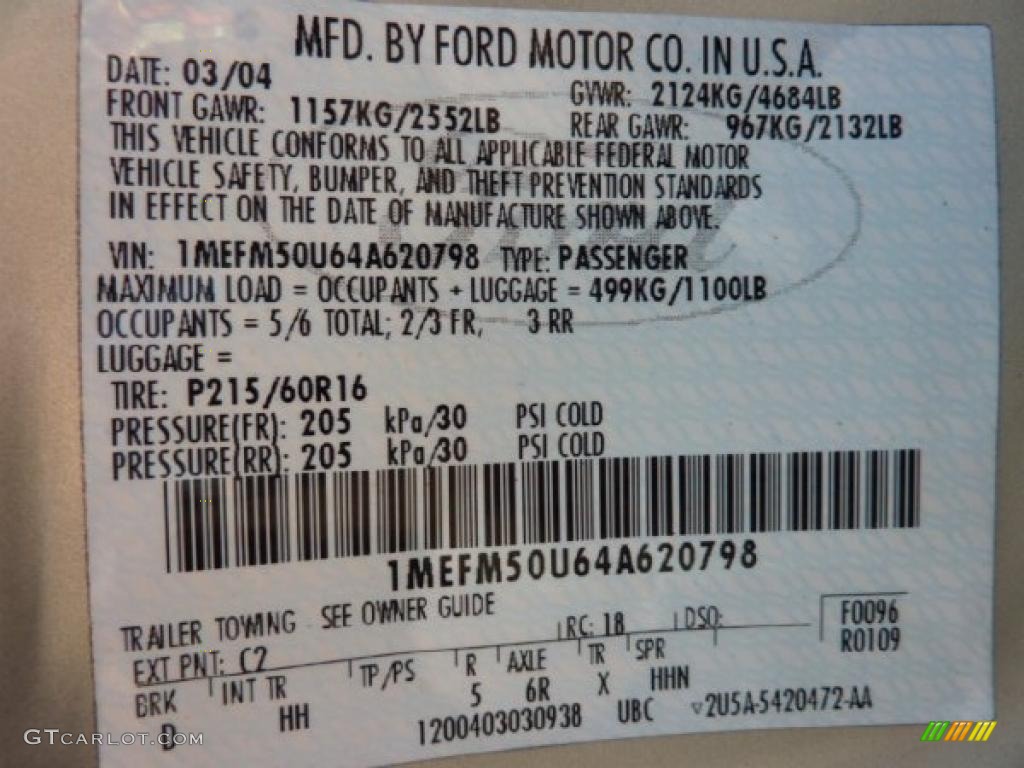 MFD. BY FORD MOTOR CO. IN U.S.A.
DATE: 03/04 GVWR: 2124KG/4684LB
FRONT GAWR: 1157KG/2552LB REAR GAWR: 967KG/2132LB
THIS VEHICLE CONFORMS TO ALL APPLICABLE FEDERAL MOTOR
VEHICLE SAFETY, BUMPER, AND THEFT PREVENTION STANDARDS
IN EFFECT ON THE DATE OF MANUFACTURE SHOWN ABOVE.
VIN: 1MEFM50U64A620798 TYPE: PASSENGER
MAXIMUM LOAD = OCCUPANTS + LUGGAGE = 499KG/1100LB
OCCUPANTS = 5/6 TOTAL; 2/3 FR, 3 RR
LUGGAGE =
TIRE: P215/60R16
PRESSURE(FR): 205 kPa/30 PSI COLD
PRESSURE(RR): 205 kPa/30 PSI COLD
1MEFM50U64A620798
TRAILER TOWING SEE OWNER GUIDE
F0096
EXT PNT: C2 RC: 18 DSO: R0109
BRK INT TR TP/PS R AXLE TR SPR
D HH 5 6R X HHN
1200403030938 UBC ▽2U5A-5420472-AA
GTCARLOT.COM